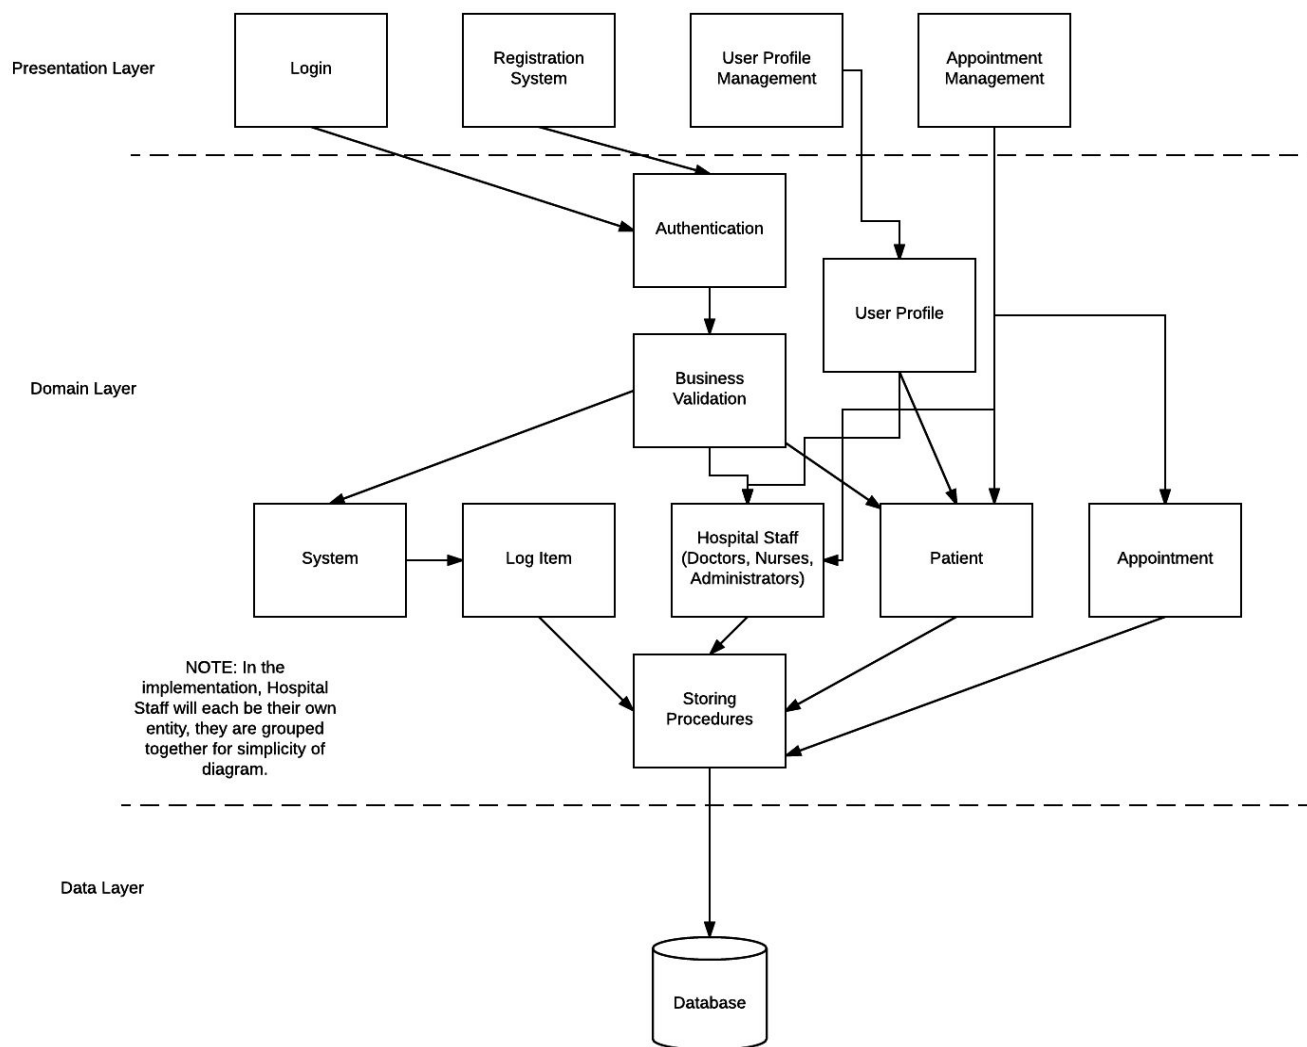 Presentation Layer
Login
Registration
System
User Profile
Management
Appointment
Management
Authentication
User Profile
Domain Layer
Business
Validation
System
Log Item
Hospital Staff
(Doctors, Nurses,
Administrators)
Patient
Appointment
NOTE: In the
implementation, Hospital
Staff will each be their own
entity, they are grouped
together for simplicity of
diagram.
Storing
Procedures
Data Layer
Database